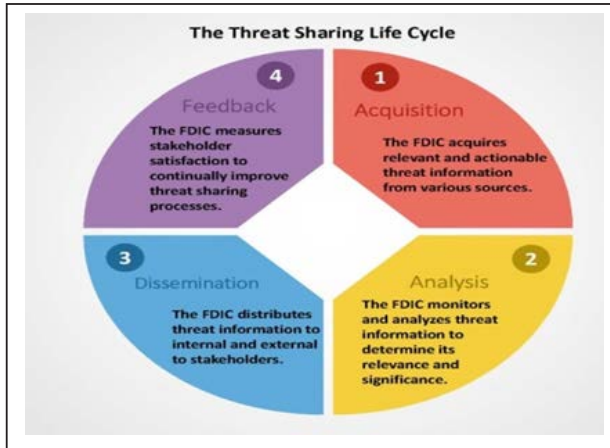 The Threat Sharing Life Cycle
1
Acquisition
The FDIC acquires
relevant and actionable
threat information
from various sources.
2
Analysis
The FDIC monitors
and analyzes threat
information to
determine its
relevance and
significance.
3
Dissemination
The FDIC distributes
threat information to
internal and external
to stakeholders.
4
Feedback
The FDIC measures
stakeholder
satisfaction to
continually improve
threat sharing
processes.